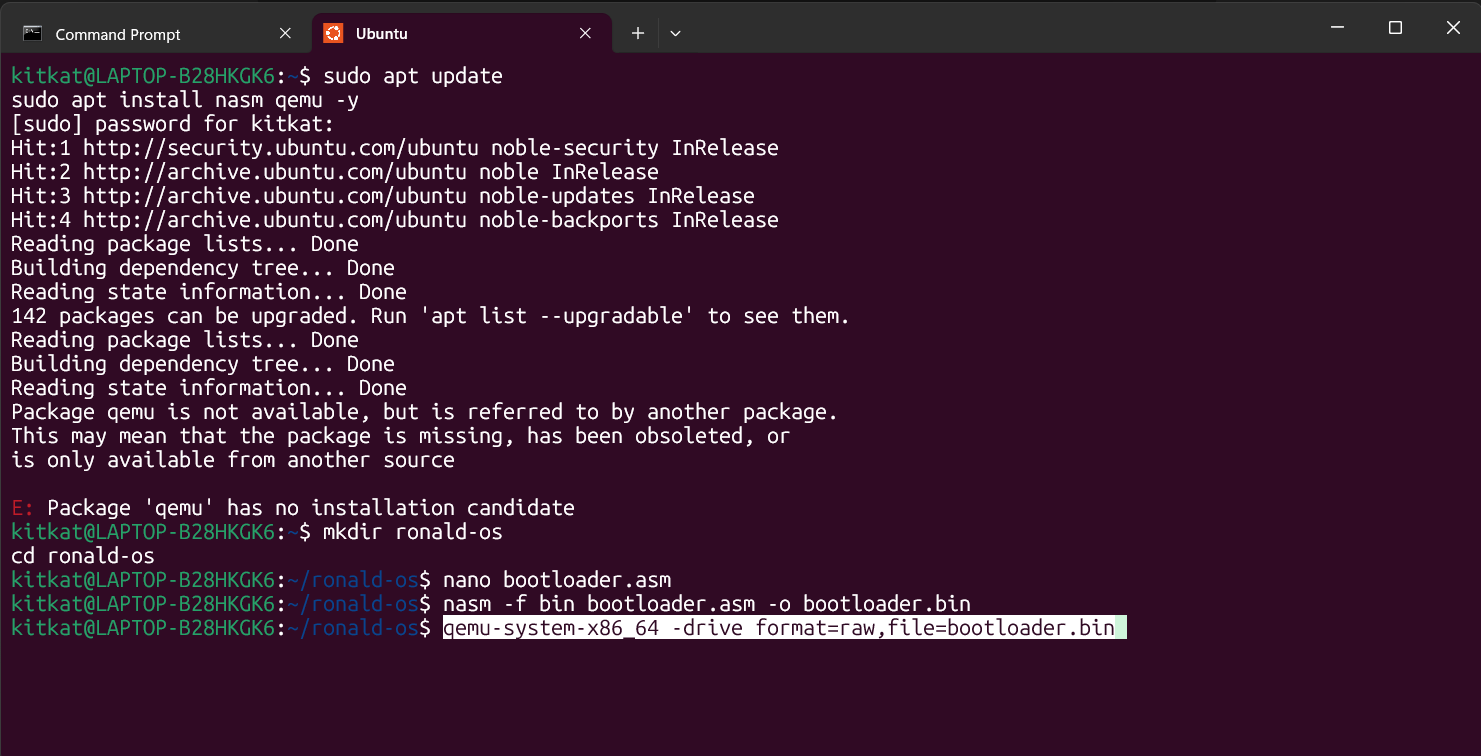 Command Prompt
Ubuntu
kitkat@LAPTOP-B28HKGK6:~$ sudo apt update
sudo apt install nasm qemu -y
[sudo] password for kitkat:
Hit:1 http://security.ubuntu.com/ubuntu noble-security InRelease
Hit:2 http://archive.ubuntu.com/ubuntu noble InRelease
Hit:3 http://archive.ubuntu.com/ubuntu noble-updates InRelease
Hit:4 http://archive.ubuntu.com/ubuntu noble-backports InRelease
Reading package lists... Done
Building dependency tree... Done
Reading state information... Done
142 packages can be upgraded. Run 'apt list --upgradable' to see them.
Reading package lists... Done
Building dependency tree... Done
Reading state information... Done
Package qemu is not available, but is referred to by another package.
This may mean that the package is missing, has been obsoleted, or
is only available from another source
E: Package 'qemu' has no installation candidate
kitkat@LAPTOP-B28HKGK6:~$ mkdir ronald-os
cd ronald-os
kitkat@LAPTOP-B28HKGK6:~/ronald-os$ nano bootloader.asm
kitkat@LAPTOP-B28HKGK6:~/ronald-os$ nasm -f bin bootloader.asm -o bootloader.bin
kitkat@LAPTOP-B28HKGK6:~/ronald-os$ qemu-system-x86_64 -drive format=raw,file=bootloader.bin